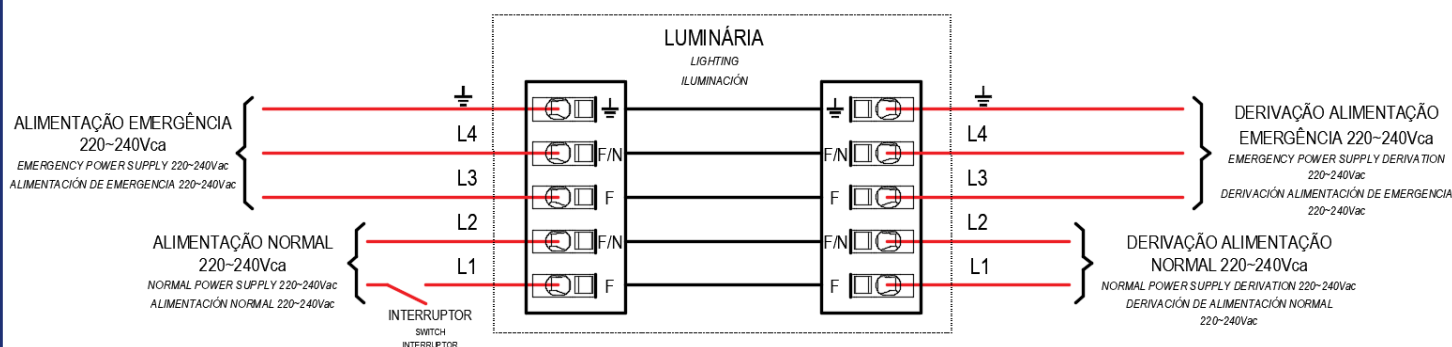 LUMINÁRIA
LIGHTING
ILUMINACIÓN
ALIMENTAÇÃO EMERGÊNCIA
220~240Vca
EMERGENCY POWER SUPPLY 220~240Vac
ALIMENTACIÓN DE EMERGENCIA 220~240Vac
L4
L3
ALIMENTAÇÃO NORMAL
220~240Vca
NORMAL POWER SUPPLY 220~240Vac
ALIMENTACIÓN NORMAL 220~240Vac
L2
L1
INTERRUPTOR
SWITCH
INTERRUPTOR
F/N
F
F/N
F
F/N
F
F/N
F
L4
L3
DERIVAÇÃO ALIMENTAÇÃO
EMERGÊNCIA 220~240Vca
EMERGENCY POWER SUPPLY DERIVATION
220~240Vac
DERIVACIÓN ALIMENTACIÓN DE EMERGENCIA
220~240Vac
L2
L1
DERIVAÇÃO ALIMENTAÇÃO
NORMAL 220~240Vca
NORMAL POWER SUPPLY DERIVATION 220~240Vac
DERIVACIÓN DE ALIMENTACIÓN NORMAL
220~240Vac